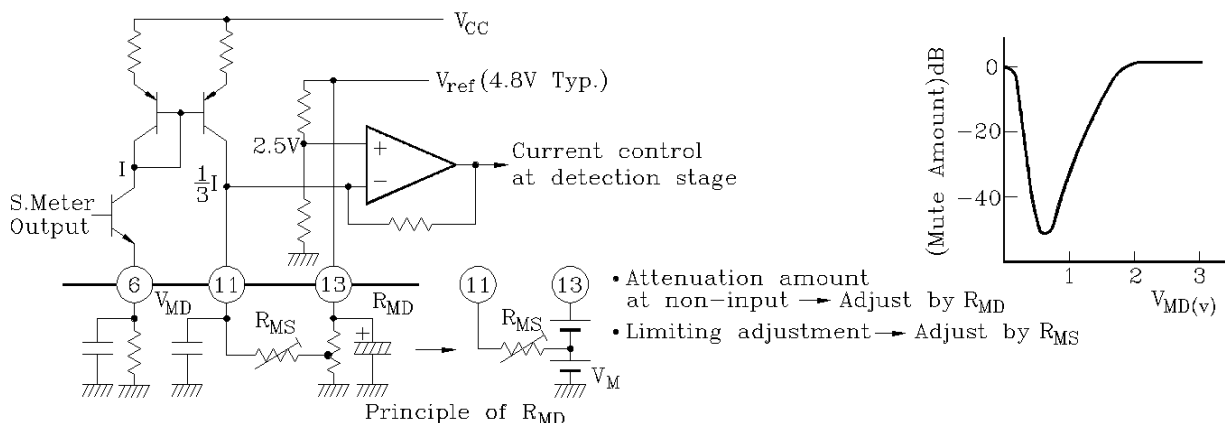 V_CC
V_ref (4.8V Typ.)
2.5V
+
−
Current control
at detection stage
I
1/3 I
S.Meter
Output
6
11
13
V_MD
R_MD
R_MS
+
11
13
R_MS
V_M
Principle of R_MD
• Attenuation amount
at non-input → Adjust by R_MD
• Limiting adjustment → Adjust by R_MS
(Mute Amount)dB
0
−20
−40
1
2
3
V_MD(v)